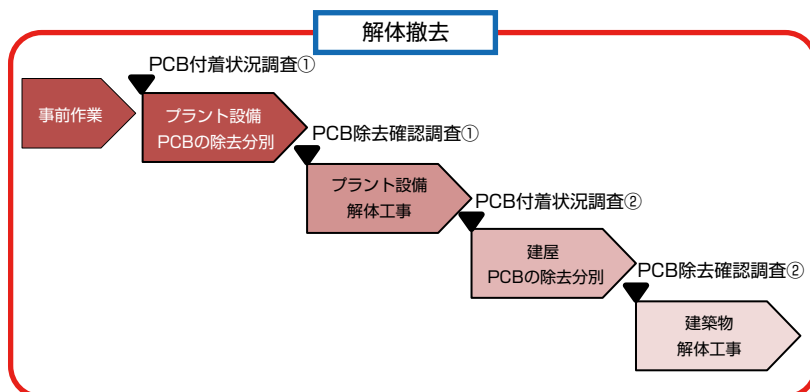 解体撤去
PCB付着状況調査①
事前作業
プラント設備
PCBの除去分別
PCB除去確認調査①
プラント設備
解体工事
PCB付着状況調査②
建屋
PCBの除去分別
PCB除去確認調査②
建築物
解体工事